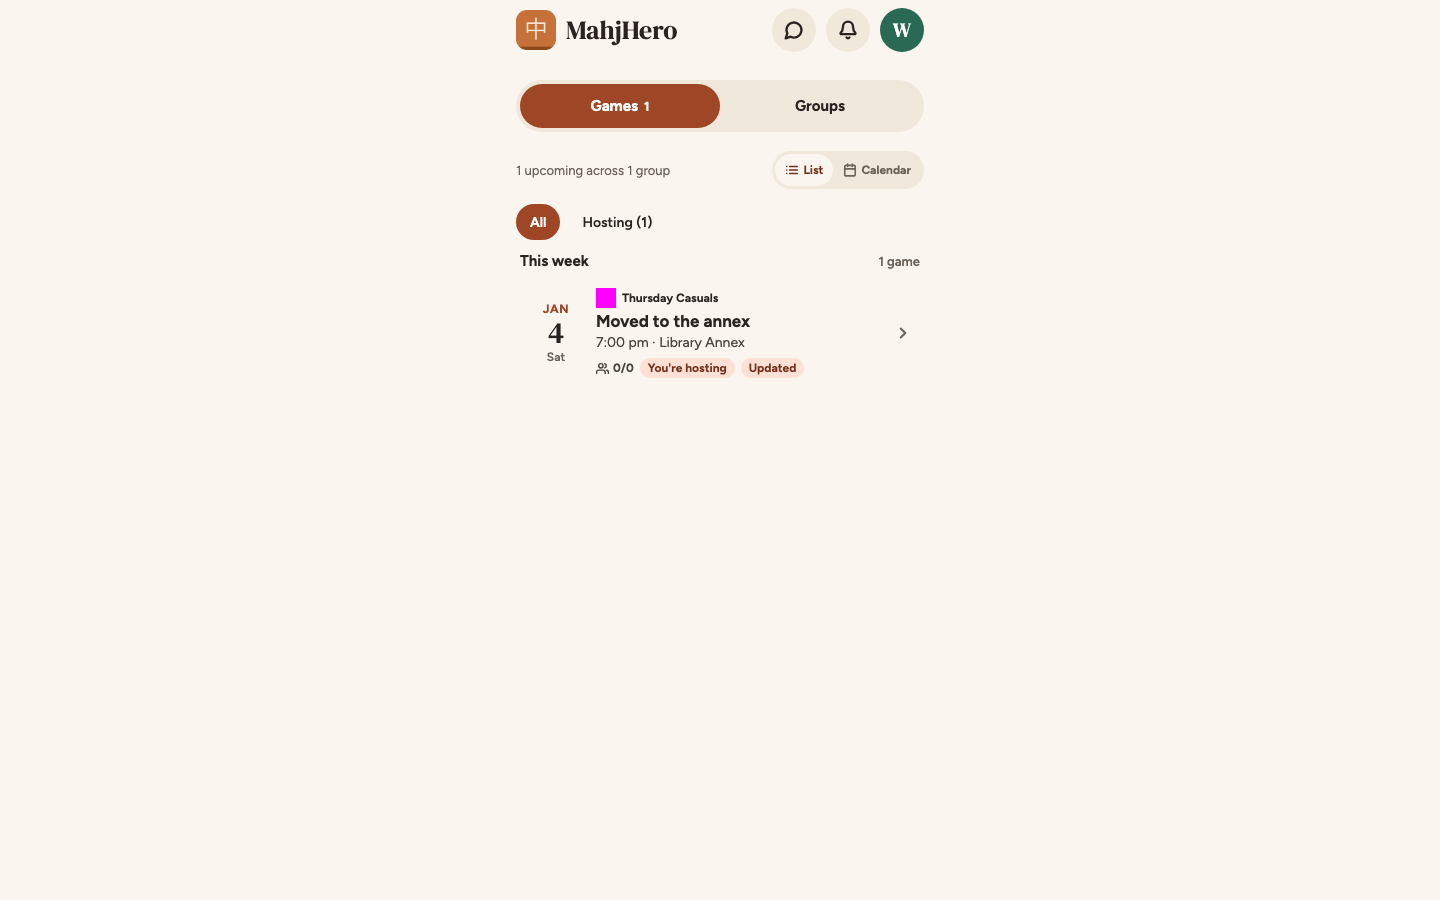 中 MahjHero W
Games 1 Groups
1 upcoming across 1 group List Calendar
All Hosting (1)
This week 1 game
JAN
4
Sat
Thursday Casuals
Moved to the annex
7:00 pm · Library Annex
0/0 You're hosting Updated